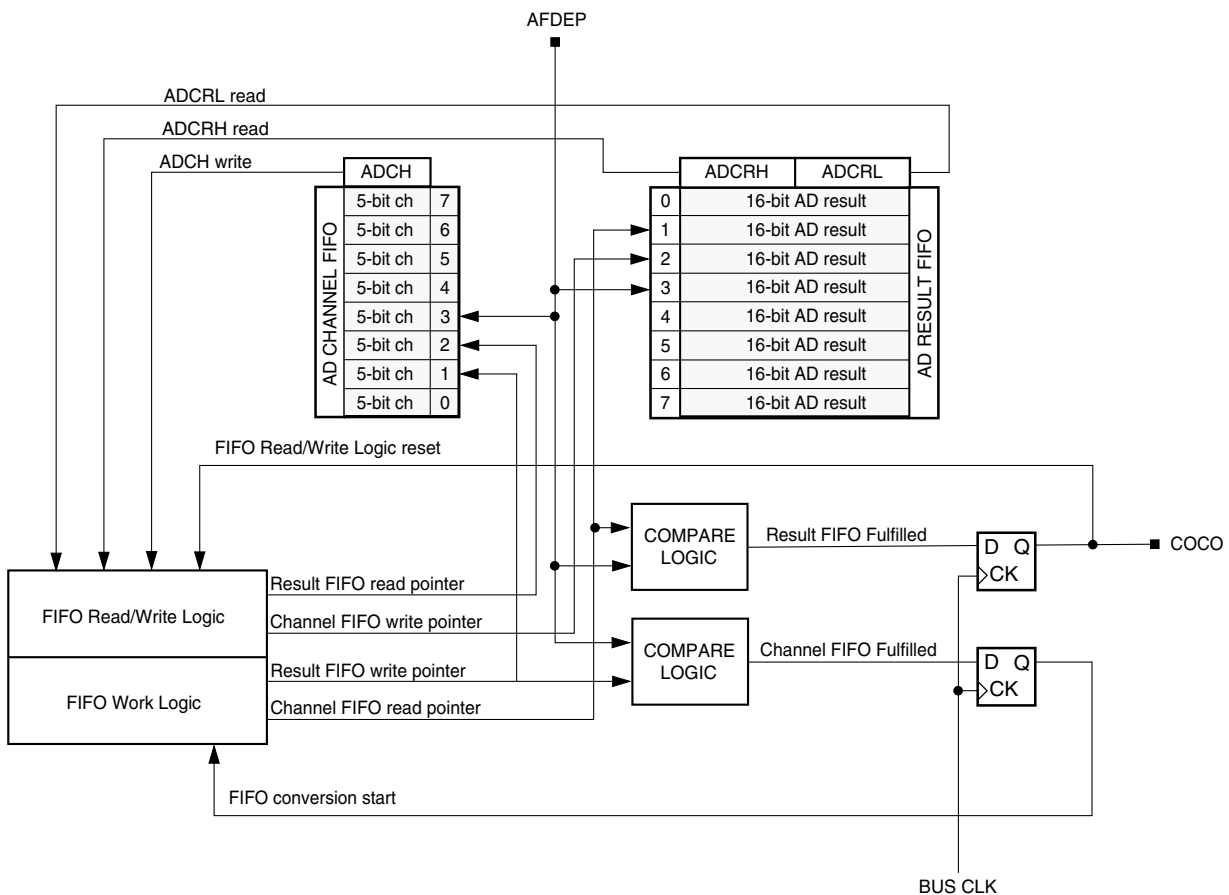 AFDEP
ADCRL read
ADCRH read
ADCH write
ADCH
AD CHANNEL FIFO
5-bit ch 7
5-bit ch 6
5-bit ch 5
5-bit ch 4
5-bit ch 3
5-bit ch 2
5-bit ch 1
5-bit ch 0
ADCRH ADCRL
0 16-bit AD result
1 16-bit AD result
2 16-bit AD result
3 16-bit AD result
4 16-bit AD result
5 16-bit AD result
6 16-bit AD result
7 16-bit AD result
AD RESULT FIFO
FIFO Read/Write Logic reset
COMPARE
LOGIC
Result FIFO Fulfilled
D Q
CK
COCO
FIFO Read/Write Logic
Result FIFO read pointer
Channel FIFO write pointer
FIFO Work Logic
Result FIFO write pointer
Channel FIFO read pointer
COMPARE
LOGIC
Channel FIFO Fulfilled
D Q
CK
FIFO conversion start
BUS CLK